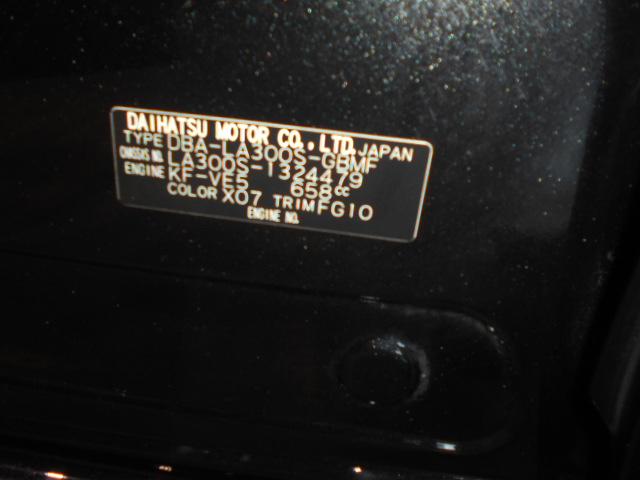 DAIHATSU MOTOR CO., LTD. JAPAN
TYPE DBA-LA300S-GBMF
CHASSIS NO. LA300S-1324479
ENGINE KF-VE5 658cc
COLOR X07 TRIM FG10
ENGINE NO.